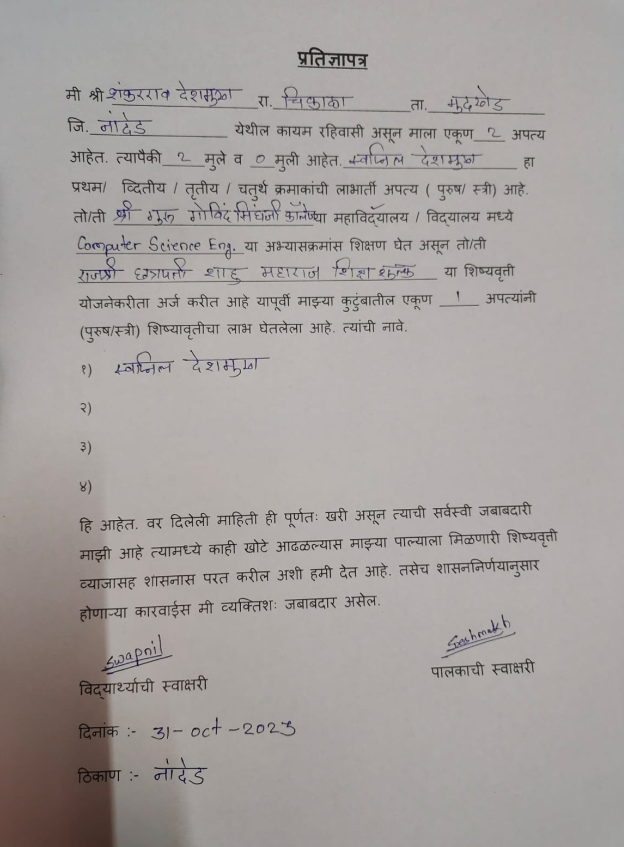 प्रतिज्ञापत्र
मी श्री शंकरराव देशमुख रा. चिकाळा ता. मुदखेड
जि. नांदेड येथील कायम रहिवासी असून माला एकूण 2 अपत्य
आहेत. त्यापैकी 2 मुले व 0 मुली आहेत. स्वप्निल देशमुख हा
प्रथम/ व्दितीय / तृतीय / चतुर्थ क्रमाकांची लाभार्ती अपत्य ( पुरुष/ स्त्री) आहे.
तो/ती श्री गुरु गोविंद सिंघजी कॉलेज या महाविद्यालय / विद्यालय मध्ये
Computer Science Eng. या अभ्यासक्रमांस शिक्षण घेत असून तो/ती
राजश्री छत्रपती शाहु महाराज शिक्षा शुल्क या शिष्यवृत्ती
योजनेकरीता अर्ज करीत आहे यापूर्वी माझ्या कुटुंबातील एकूण 1 अपत्यांनी
(पुरुष/स्त्री) शिष्यावृतीचा लाभ घेतलेला आहे. त्यांची नावे.
१) स्वप्निल देशमुख
२)
३)
४)
हि आहेत. वर दिलेली माहिती ही पूर्णतः खरी असून त्याची सर्वस्वी जबाबदारी
माझी आहे त्यामध्ये काही खोटे आढळल्यास माझ्या पाल्याला मिळणारी शिष्यवृत्ती
व्याजासह शासनास परत करील अशी हमी देत आहे. तसेच शासननिर्णयानुसार
होणाऱ्या कारवाईस मी व्यक्तिशः जबाबदार असेल.
Swapnil Deshmukh
विद्यार्थ्याची स्वाक्षरी पालकाची स्वाक्षरी
दिनांक :- 31-oct-2023
ठिकाण :- नांदेड